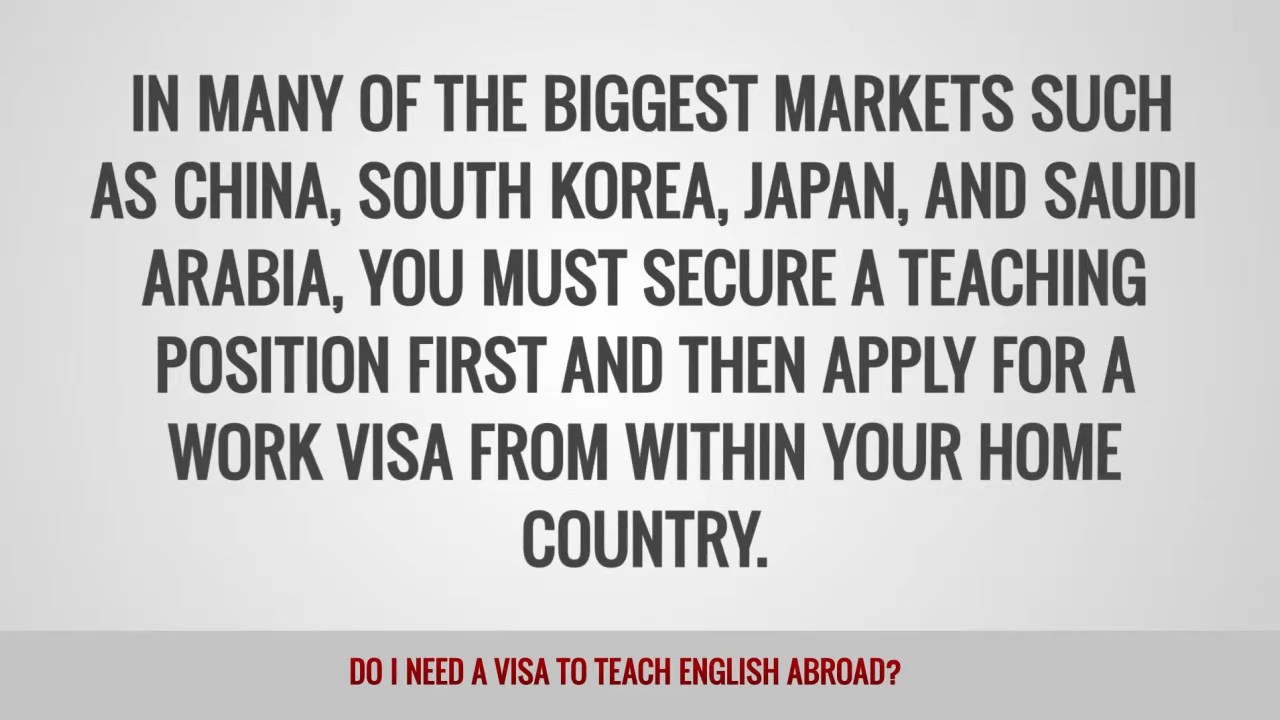 IN MANY OF THE BIGGEST MARKETS SUCH
AS CHINA, SOUTH KOREA, JAPAN, AND SAUDI
ARABIA, YOU MUST SECURE A TEACHING
POSITION FIRST AND THEN APPLY FOR A
WORK VISA FROM WITHIN YOUR HOME
COUNTRY.
DO I NEED A VISA TO TEACH ENGLISH ABROAD?